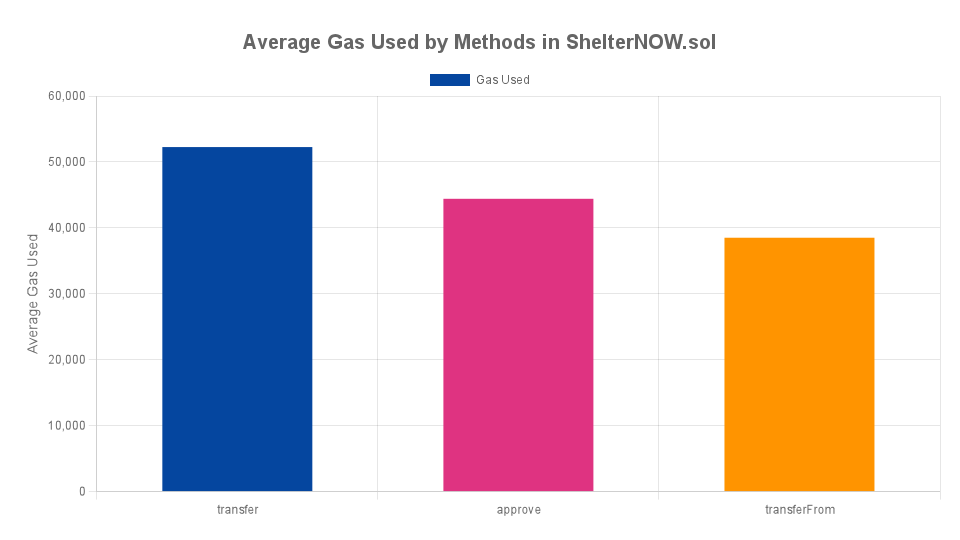 Average Gas Used by Methods in ShelterNOW.sol
Gas Used
60,000
50,000
40,000
30,000
20,000
10,000
0
Average Gas Used
transfer
approve
transferFrom